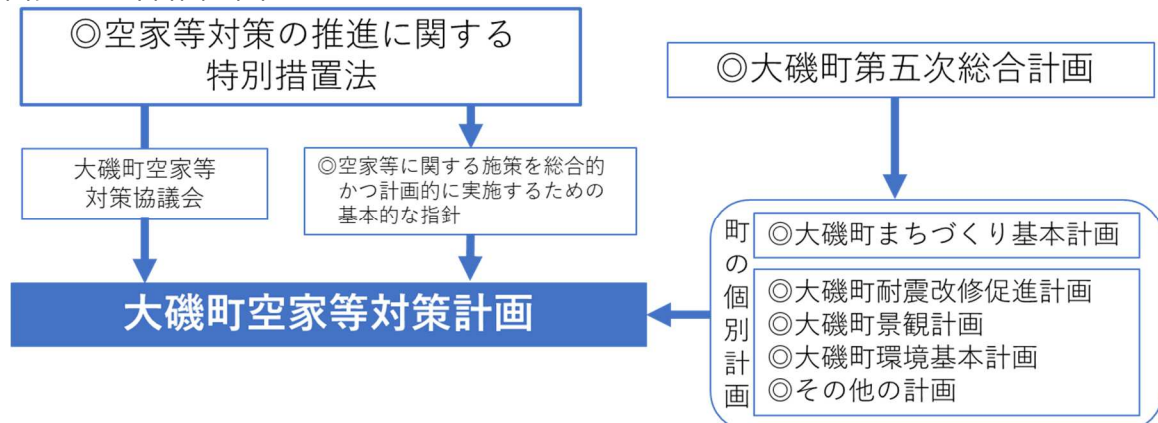 ◎空家等対策の推進に関する
特別措置法
◎大磯町第五次総合計画
大磯町空家等
対策協議会
◎空家等に関する施策を総合的
かつ計画的に実施するための
基本的な指針
大磯町空家等対策計画
町の個別計画
◎大磯町まちづくり基本計画
◎大磯町耐震改修促進計画
◎大磯町景観計画
◎大磯町環境基本計画
◎その他の計画